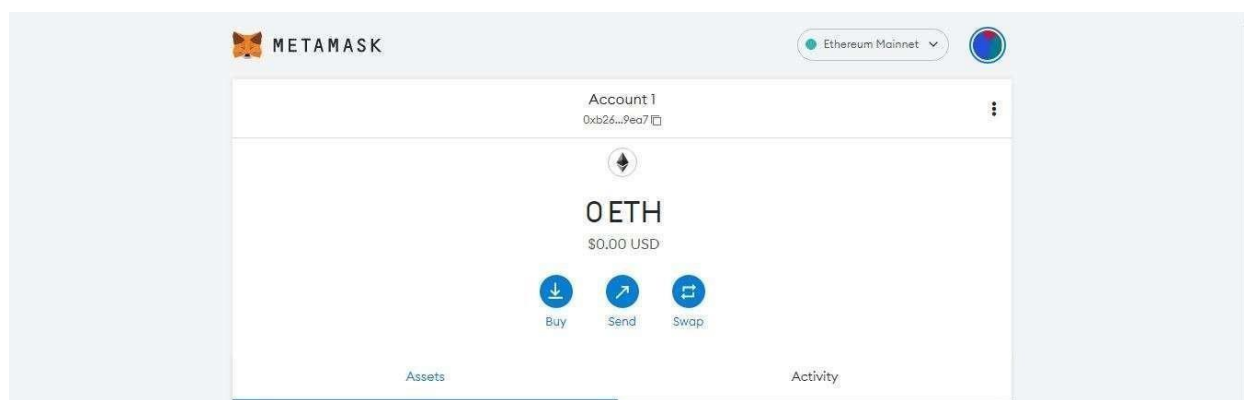 METAMASK
Ethereum Mainnet
Account 1
0xb26...9ea7
0 ETH
$0.00 USD
Buy Send Swap
Assets Activity